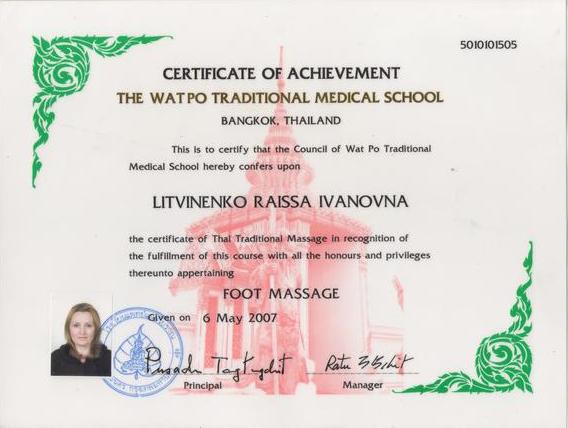 5010101505
CERTIFICATE OF ACHIEVEMENT
THE WATPO TRADITIONAL MEDICAL SCHOOL
BANGKOK, THAILAND
This is to certify that the Council of Wat Po Traditional
Medical School hereby confers upon
LITVINENKO RAISSA IVANOVNA
the certificate of Thai Traditional Massage in recognition of
the fulfillment of this course with all the honours and privileges
thereunto appertaining
FOOT MASSAGE
Given on 6 May 2007
Principal
Manager